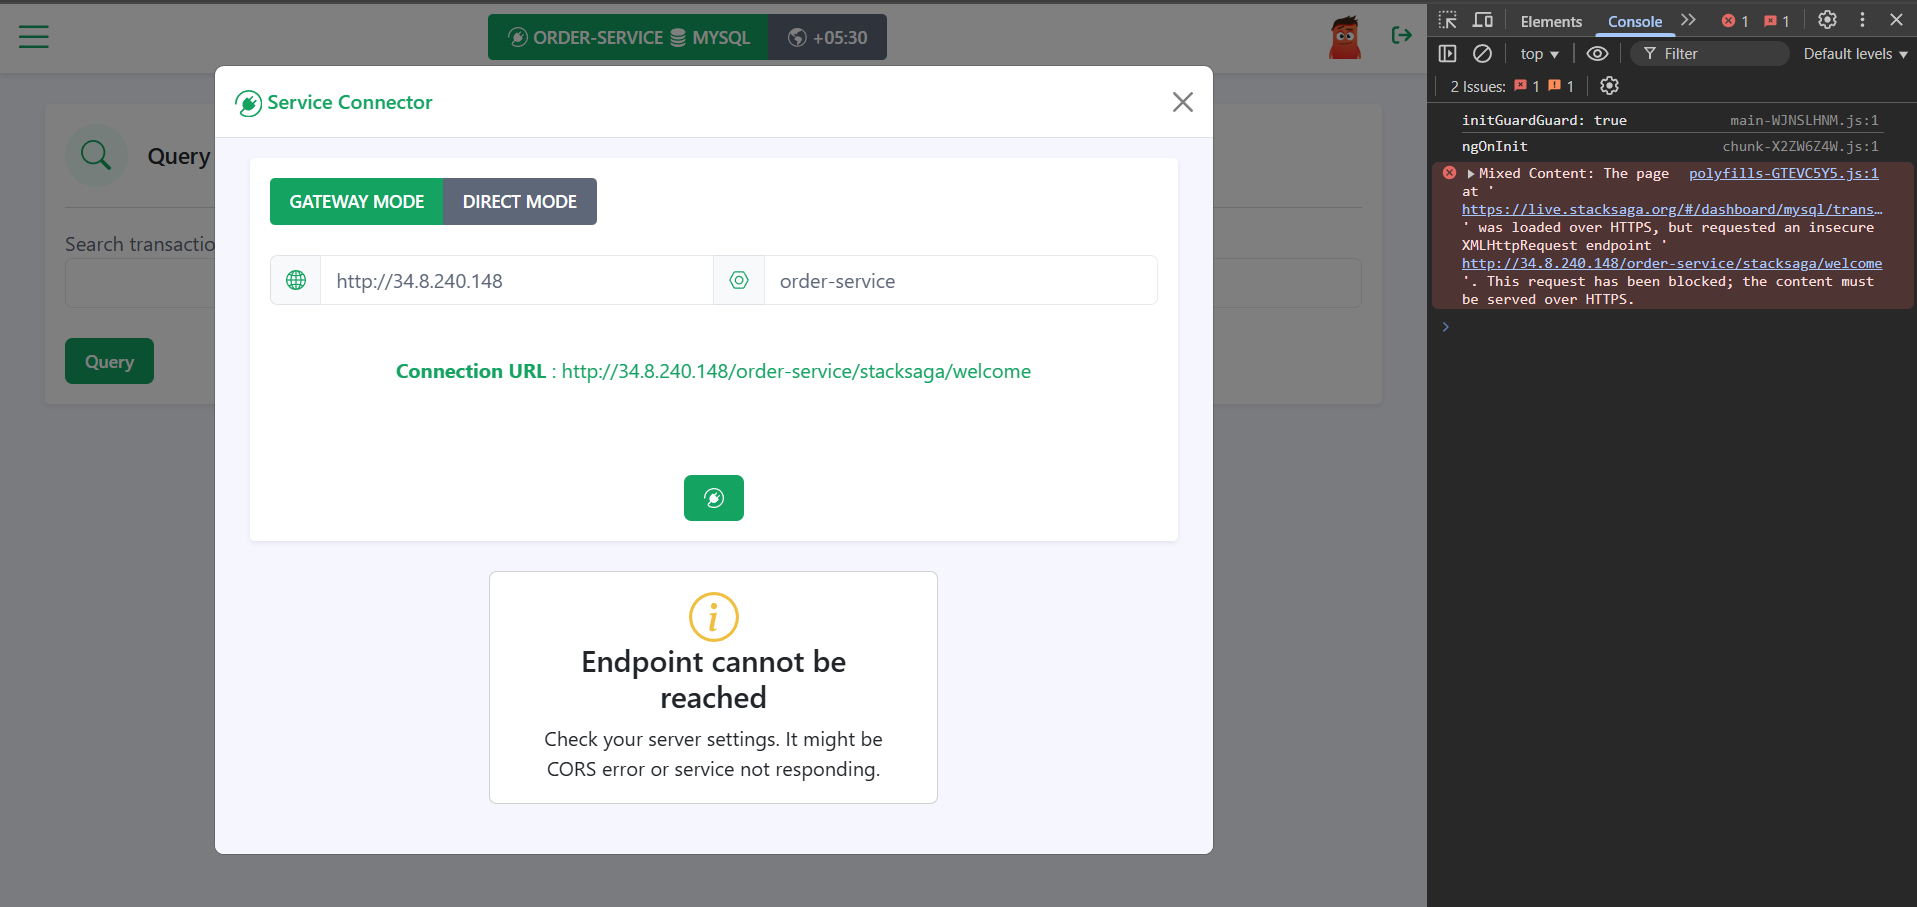 ORDER-SERVICE MYSQL
+05:30
Service Connector
Query
GATEWAY MODE
DIRECT MODE
Search transactio
http://34.8.240.148
order-service
Connection URL : http://34.8.240.148/order-service/stacksaga/welcome
Query
Endpoint cannot be
reached
Check your server settings. It might be
CORS error or service not responding.
Elements
Console
1
1
top
Filter
Default levels
2 Issues:
1
1
initGuardGuard: true
main-WJNSLHNM.js:1
ngOnInit
chunk-X2ZW6Z4W.js:1
Mixed Content: The page
polyfills-GTEVC5Y5.js:1
at '
https://live.stacksaga.org/#/dashboard/mysql/trans…
' was loaded over HTTPS, but requested an insecure
XMLHttpRequest endpoint '
http://34.8.240.148/order-service/stacksaga/welcome
'. This request has been blocked; the content must
be served over HTTPS.